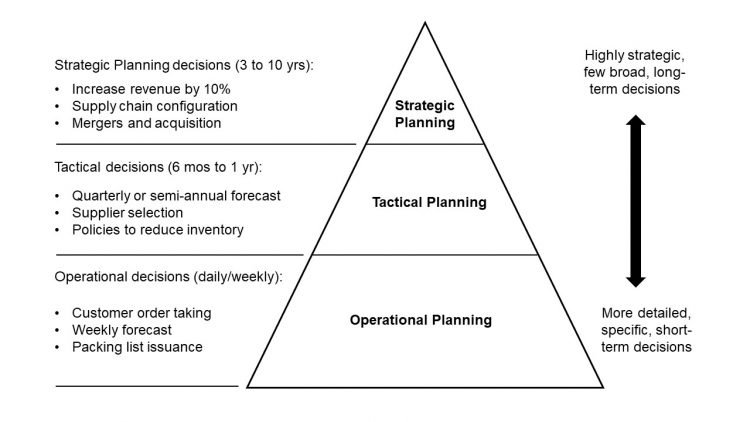 Strategic Planning decisions (3 to 10 yrs):
• Increase revenue by 10%
• Supply chain configuration
• Mergers and acquisition
Tactical decisions (6 mos to 1 yr):
• Quarterly or semi-annual forecast
• Supplier selection
• Policies to reduce inventory
Operational decisions (daily/weekly):
• Customer order taking
• Weekly forecast
• Packing list issuance
Strategic
Planning
Tactical Planning
Operational Planning
Highly strategic,
few broad, long-
term decisions
More detailed,
specific, short-
term decisions